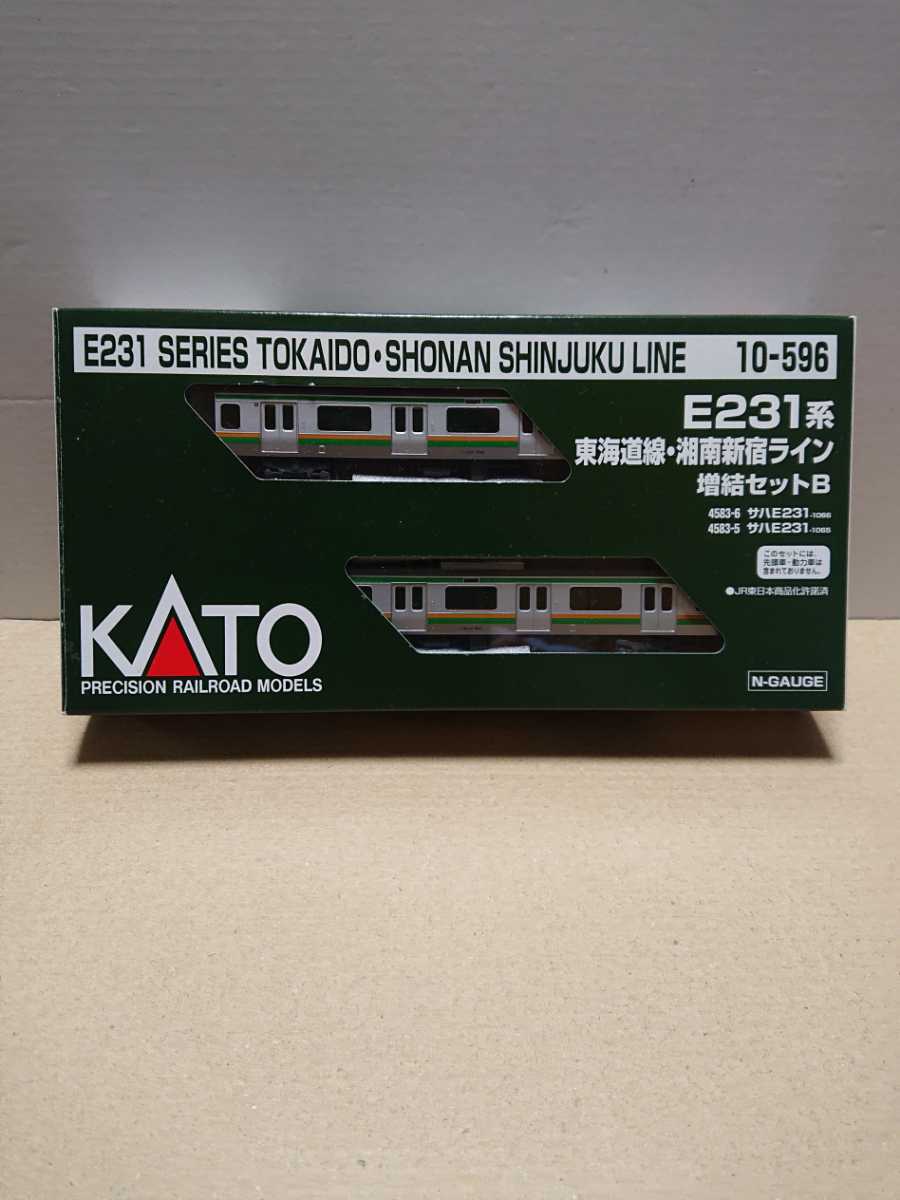 E231 SERIES TOKAIDO・SHONAN SHINJUKU LINE 10-596
E231系
東海道線・湘南新宿ライン
増結セットB
4583-6 サハE231-1066
4583-5 サハE231-1065
このセットには、
先頭車・動力車は
含まれておりません。
●JR東日本商品化許諾済
KATO
PRECISION RAILROAD MODELS
N-GAUGE